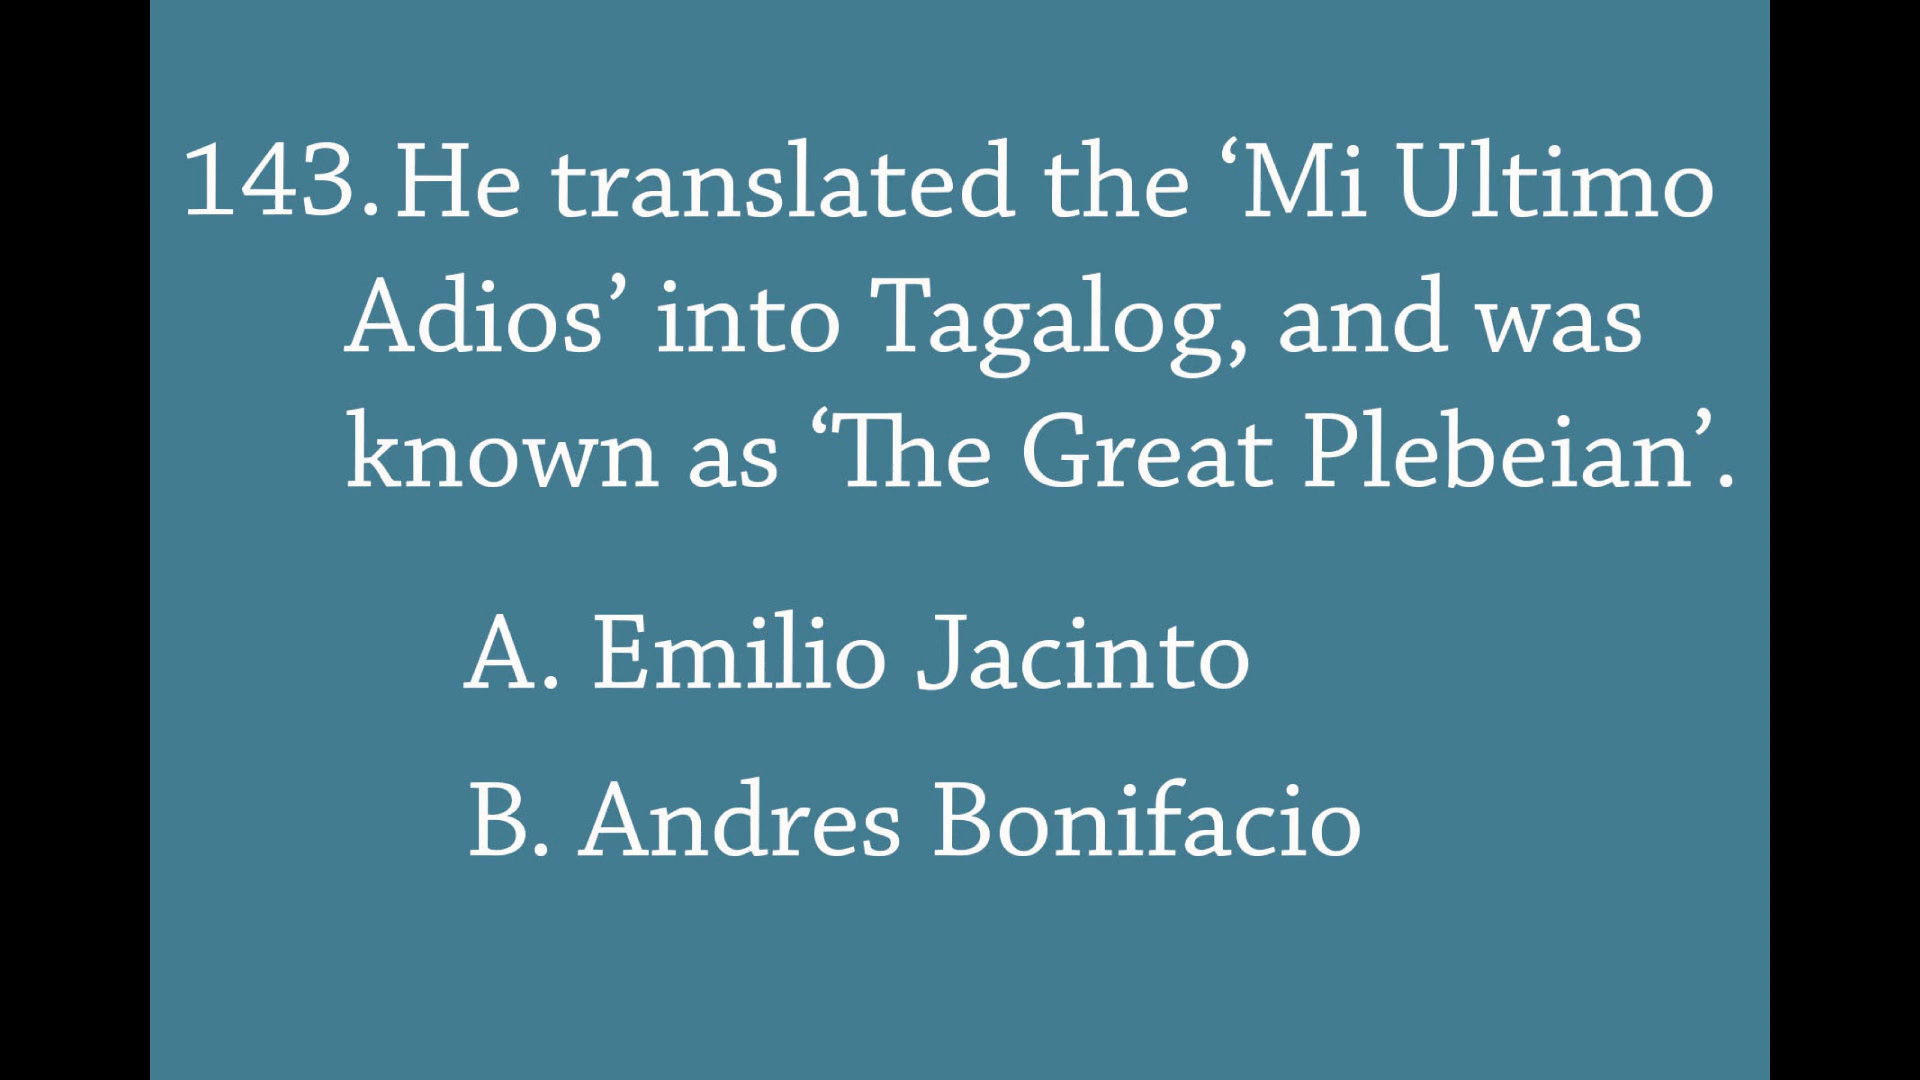 143. He translated the ‘Mi Ultimo
Adios’ into Tagalog, and was
known as ‘The Great Plebeian’.
A. Emilio Jacinto
B. Andres Bonifacio